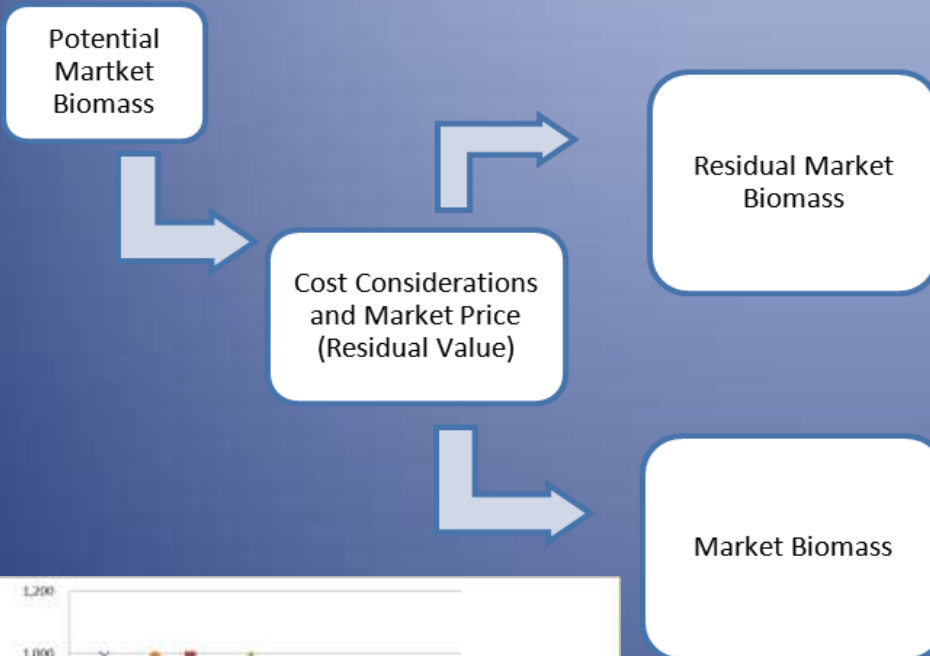 Potential
Martket
Biomass
Residual Market
Biomass
Cost Considerations
and Market Price
(Residual Value)
Market Biomass
1,200
1,000